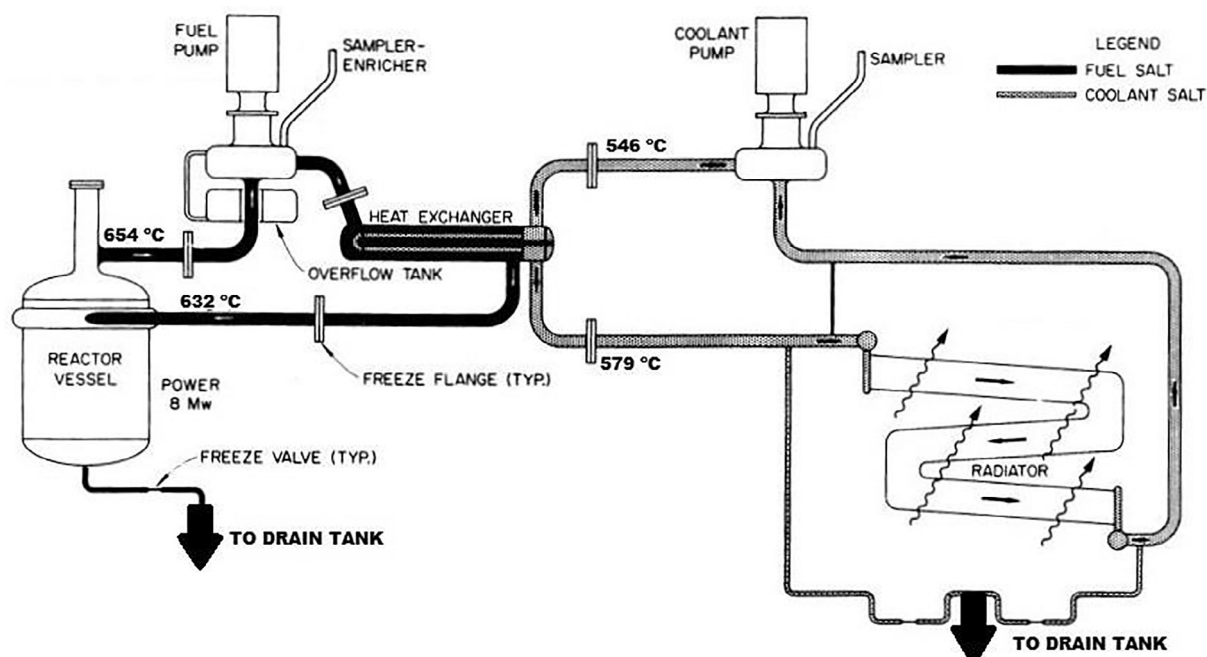 FUEL
PUMP
SAMPLER-
ENRICHER
COOLANT
PUMP
SAMPLER
LEGEND
FUEL SALT
COOLANT SALT
546 °C
HEAT EXCHANGER
654 °C
OVERFLOW TANK
632 °C
579 °C
REACTOR
VESSEL
POWER
8 Mw
FREEZE FLANGE (TYP.)
FREEZE VALVE (TYP.)
RADIATOR
TO DRAIN TANK
TO DRAIN TANK